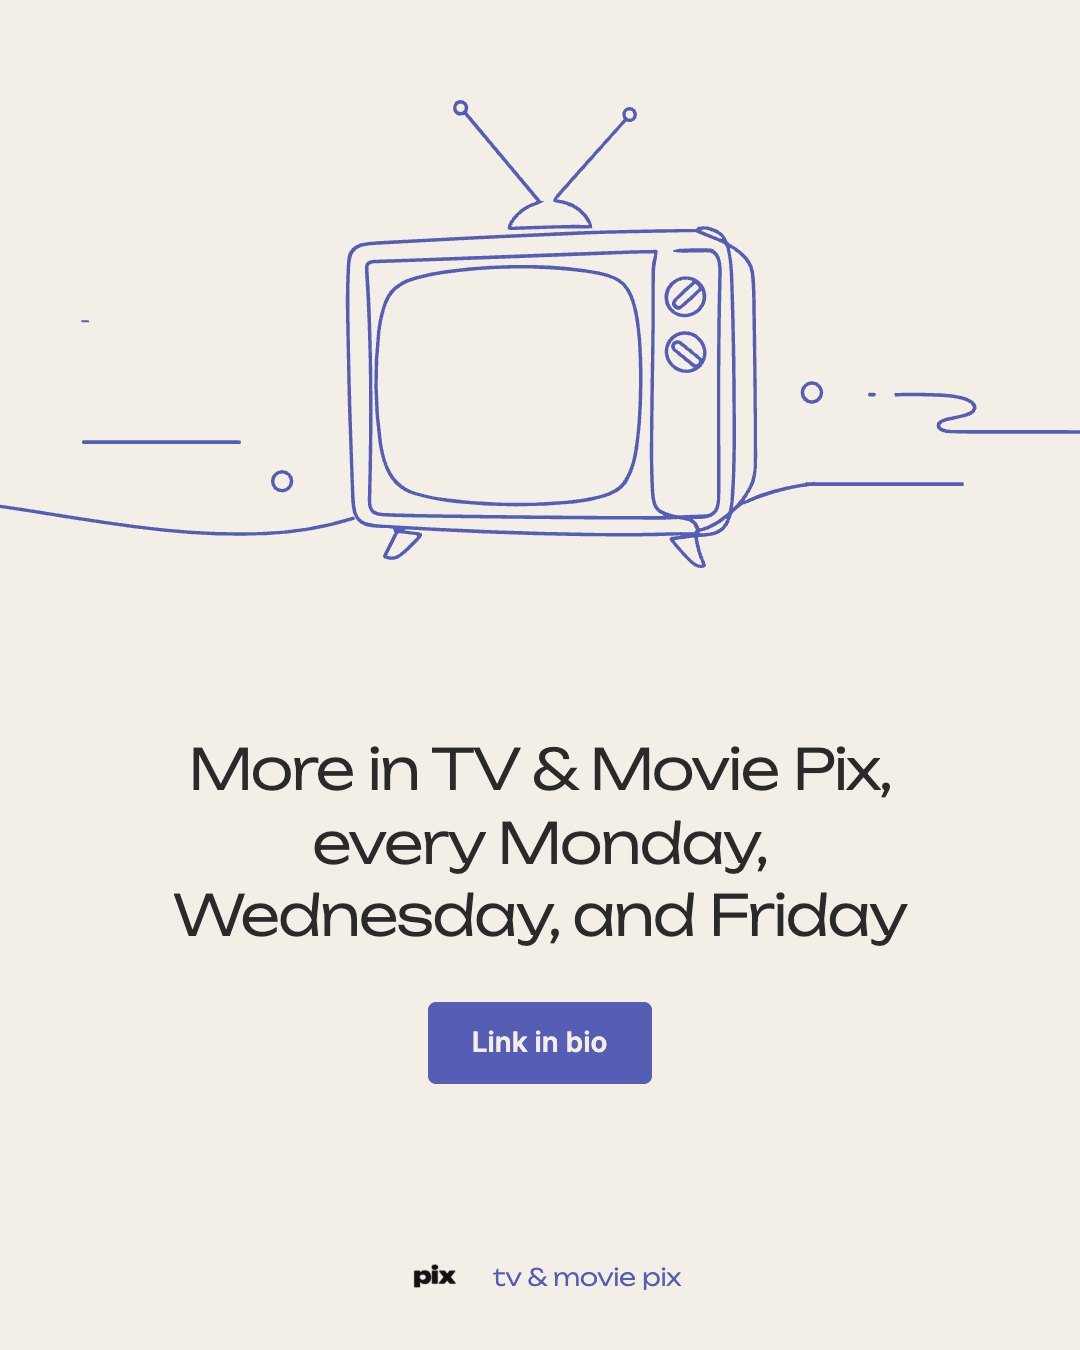 More in TV & Movie Pix,
every Monday,
Wednesday, and Friday
Link in bio
pix tv & movie pix